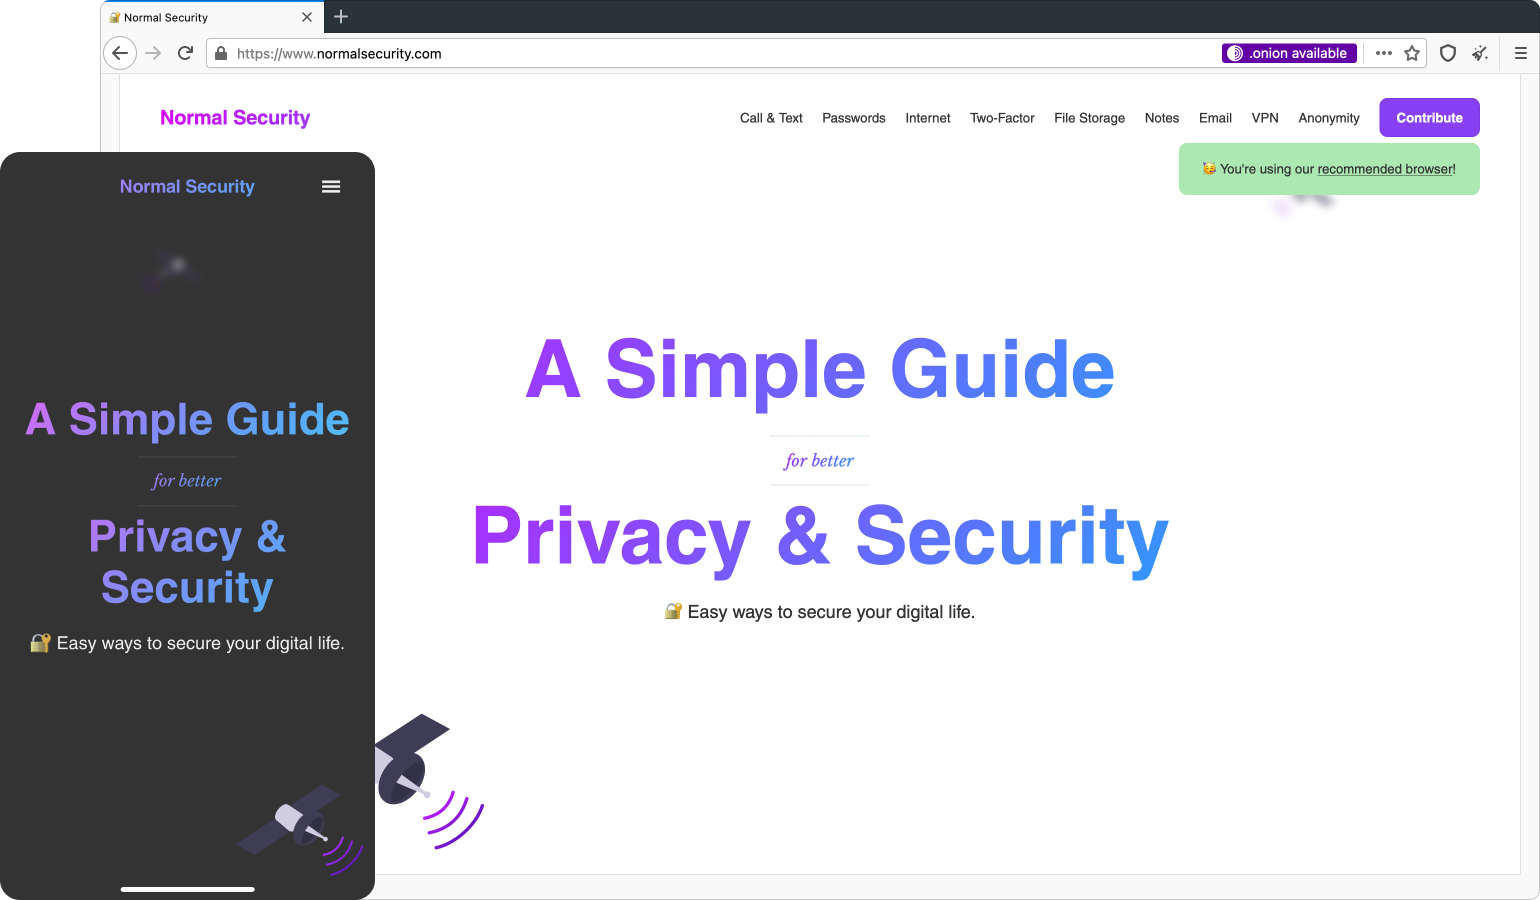 🔐 Normal Security
https://www.normalsecurity.com
.onion available
Normal Security
Call & Text Passwords Internet Two-Factor File Storage Notes Email VPN Anonymity Contribute
🥳 You're using our recommended browser!
A Simple Guide
for better
Privacy & Security
🔐 Easy ways to secure your digital life.
Normal Security
A Simple Guide
for better
Privacy &
Security
🔐 Easy ways to secure your digital life.